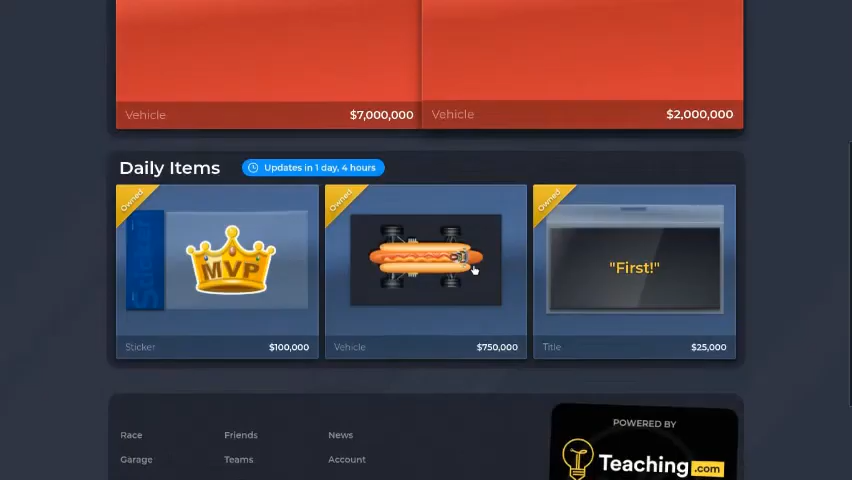 Vehicle $7,000,000 Vehicle $2,000,000
Daily Items Updates in 1 day, 4 hours
Owned Owned Owned
Sticker MVP "First!"
Sticker $100,000 Vehicle $750,000 Title $25,000
POWERED BY
Race Friends News
Garage Teams Account
Teaching.com